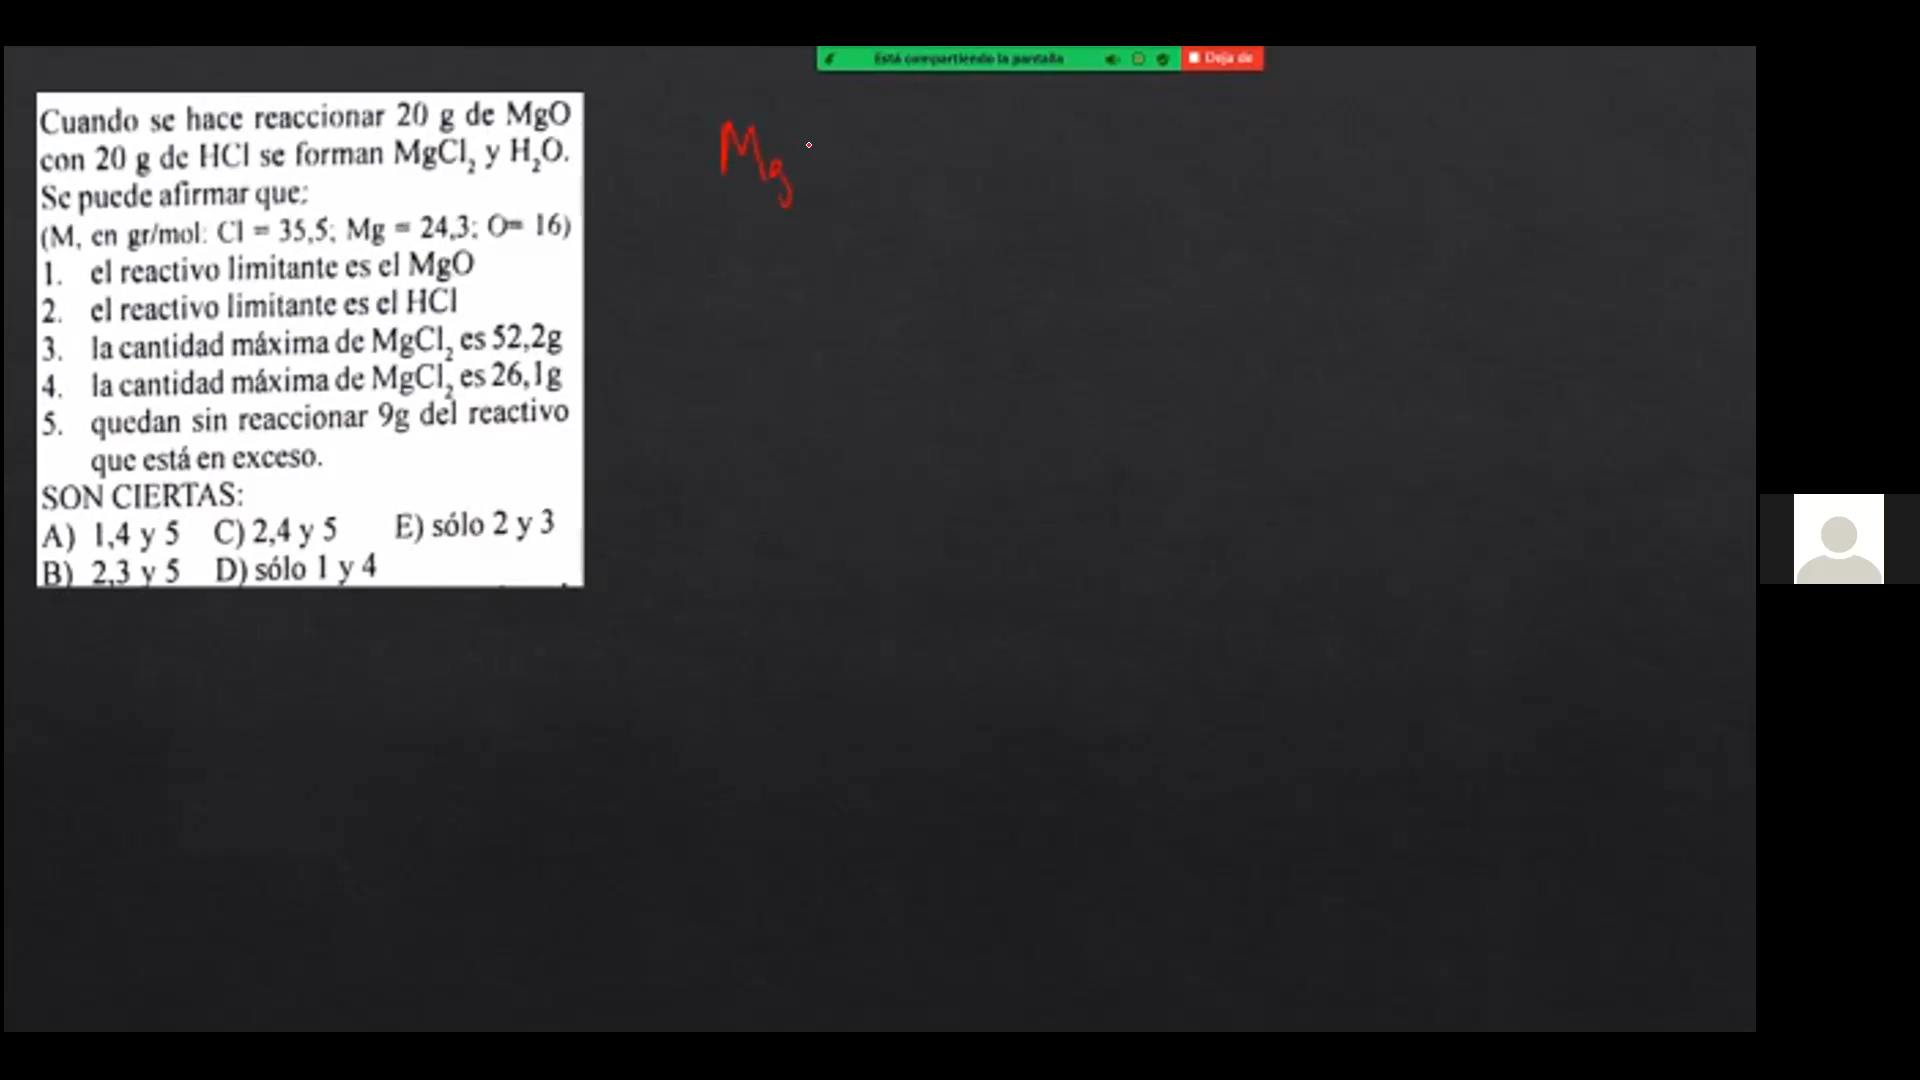 Está compartiendo la pantalla
Deja de
Cuando se hace reaccionar 20 g de MgO
con 20 g de HCl se forman MgCl₂ y H₂O.
Se puede afirmar que:
(M, en gr/mol: Cl = 35,5; Mg = 24,3; O= 16)
1. el reactivo limitante es el MgO
2. el reactivo limitante es el HCl
3. la cantidad máxima de MgCl₂ es 52,2g
4. la cantidad máxima de MgCl₂ es 26,1g
5. quedan sin reaccionar 9g del reactivo
que está en exceso.
SON CIERTAS:
A) 1,4 y 5 C) 2,4 y 5 E) sólo 2 y 3
B) 2,3 y 5 D) sólo 1 y 4
Mg